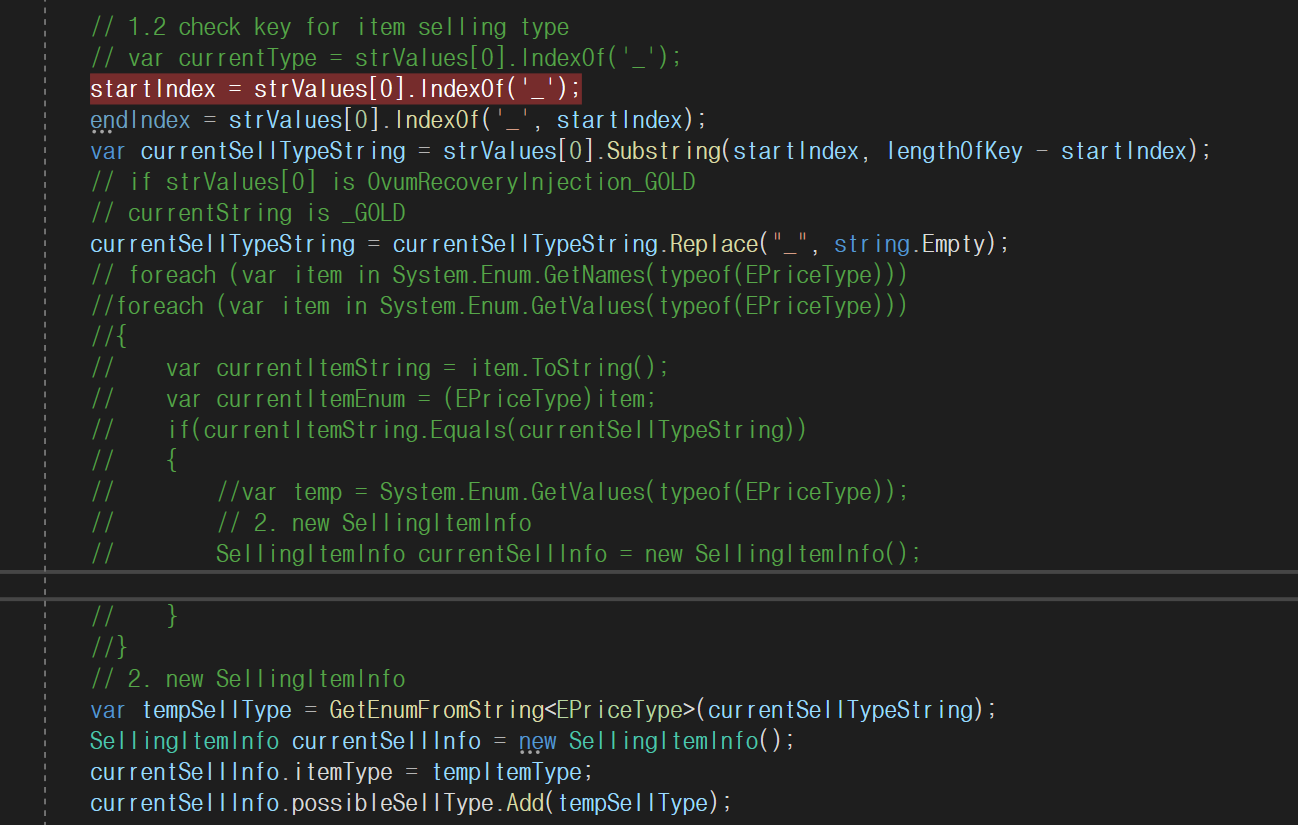 // 1.2 check key for item selling type
// var currentType = strValues[0].IndexOf('_');
startIndex = strValues[0].IndexOf('_');
endIndex = strValues[0].IndexOf('_', startIndex);
var currentSellTypeString = strValues[0].Substring(startIndex, lengthOfKey - startIndex);
// if strValues[0] is OvumRecoveryInjection_GOLD
// currentString is _GOLD
currentSellTypeString = currentSellTypeString.Replace("_", string.Empty);
// foreach (var item in System.Enum.GetNames(typeof(EPriceType)))
//foreach (var item in System.Enum.GetValues(typeof(EPriceType)))
//{
//    var currentItemString = item.ToString();
//    var currentItemEnum = (EPriceType)item;
//    if(currentItemString.Equals(currentSellTypeString))
//    {
//        //var temp = System.Enum.GetValues(typeof(EPriceType));
//        // 2. new SellingItemInfo
//        SellingItemInfo currentSellInfo = new SellingItemInfo();
//    }
//}
// 2. new SellingItemInfo
var tempSellType = GetEnumFromString<EPriceType>(currentSellTypeString);
SellingItemInfo currentSellInfo = new SellingItemInfo();
currentSellInfo.itemType = tempItemType;
currentSellInfo.possibleSellType.Add(tempSellType);